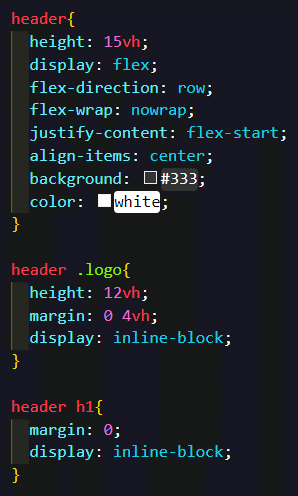 header{
height: 15vh;
display: flex;
flex-direction: row;
flex-wrap: nowrap;
justify-content: flex-start;
align-items: center;
background: #333;
color: white;
}
header .logo{
height: 12vh;
margin: 0 4vh;
display: inline-block;
}
header h1{
margin: 0;
display: inline-block;
}